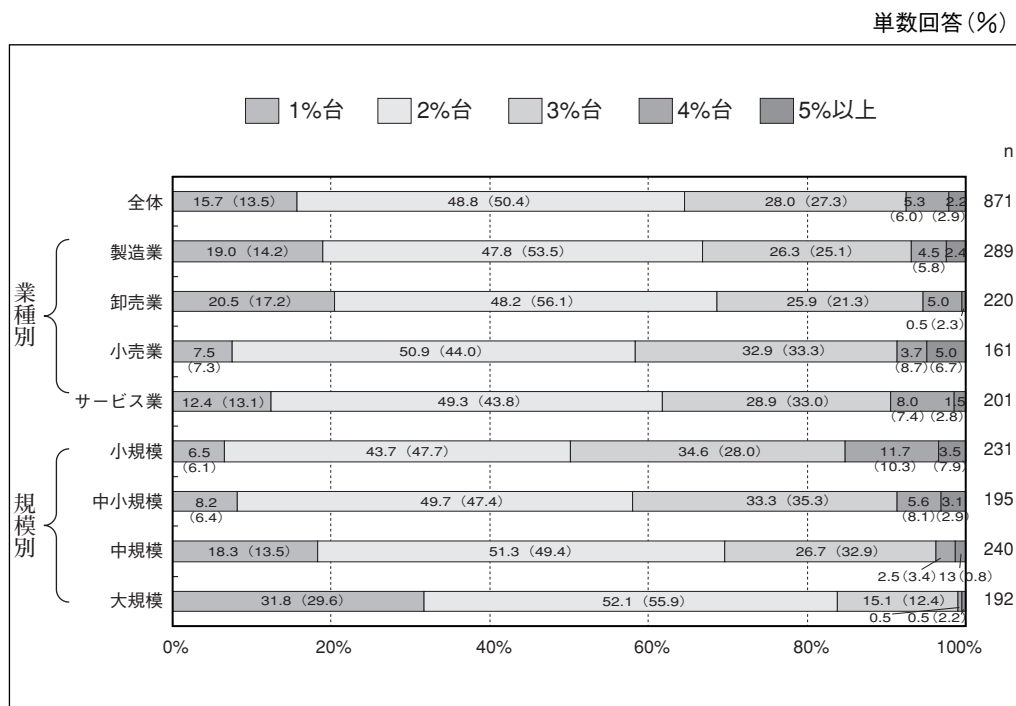 単数回答(%)
1%台 2%台 3%台 4%台 5%以上
n
全体 15.7 (13.5) 48.8 (50.4) 28.0 (27.3) 5.3 2.2 871
(6.0) (2.9)
製造業 19.0 (14.2) 47.8 (53.5) 26.3 (25.1) 4.5 2.4 289
(5.8)
卸売業 20.5 (17.2) 48.2 (56.1) 25.9 (21.3) 5.0 220
0.5 (2.3)
小売業 7.5 50.9 (44.0) 32.9 (33.3) 3.7 5.0 161
(7.3) (8.7) (6.7)
サービス業 12.4 (13.1) 49.3 (43.8) 28.9 (33.0) 8.0 1.5 201
(7.4) (2.8)
業種別
小規模 6.5 43.7 (47.7) 34.6 (28.0) 11.7 3.5 231
(6.1) (10.3) (7.9)
中小規模 8.2 49.7 (47.4) 33.3 (35.3) 5.6 3.1 195
(6.4) (8.1) (2.9)
中規模 18.3 (13.5) 51.3 (49.4) 26.7 (32.9) 240
2.5 (3.4) 13 (0.8)
大規模 31.8 (29.6) 52.1 (55.9) 15.1 (12.4) 192
0.5 0.5 (2.2)
規模別
0% 20% 40% 60% 80% 100%